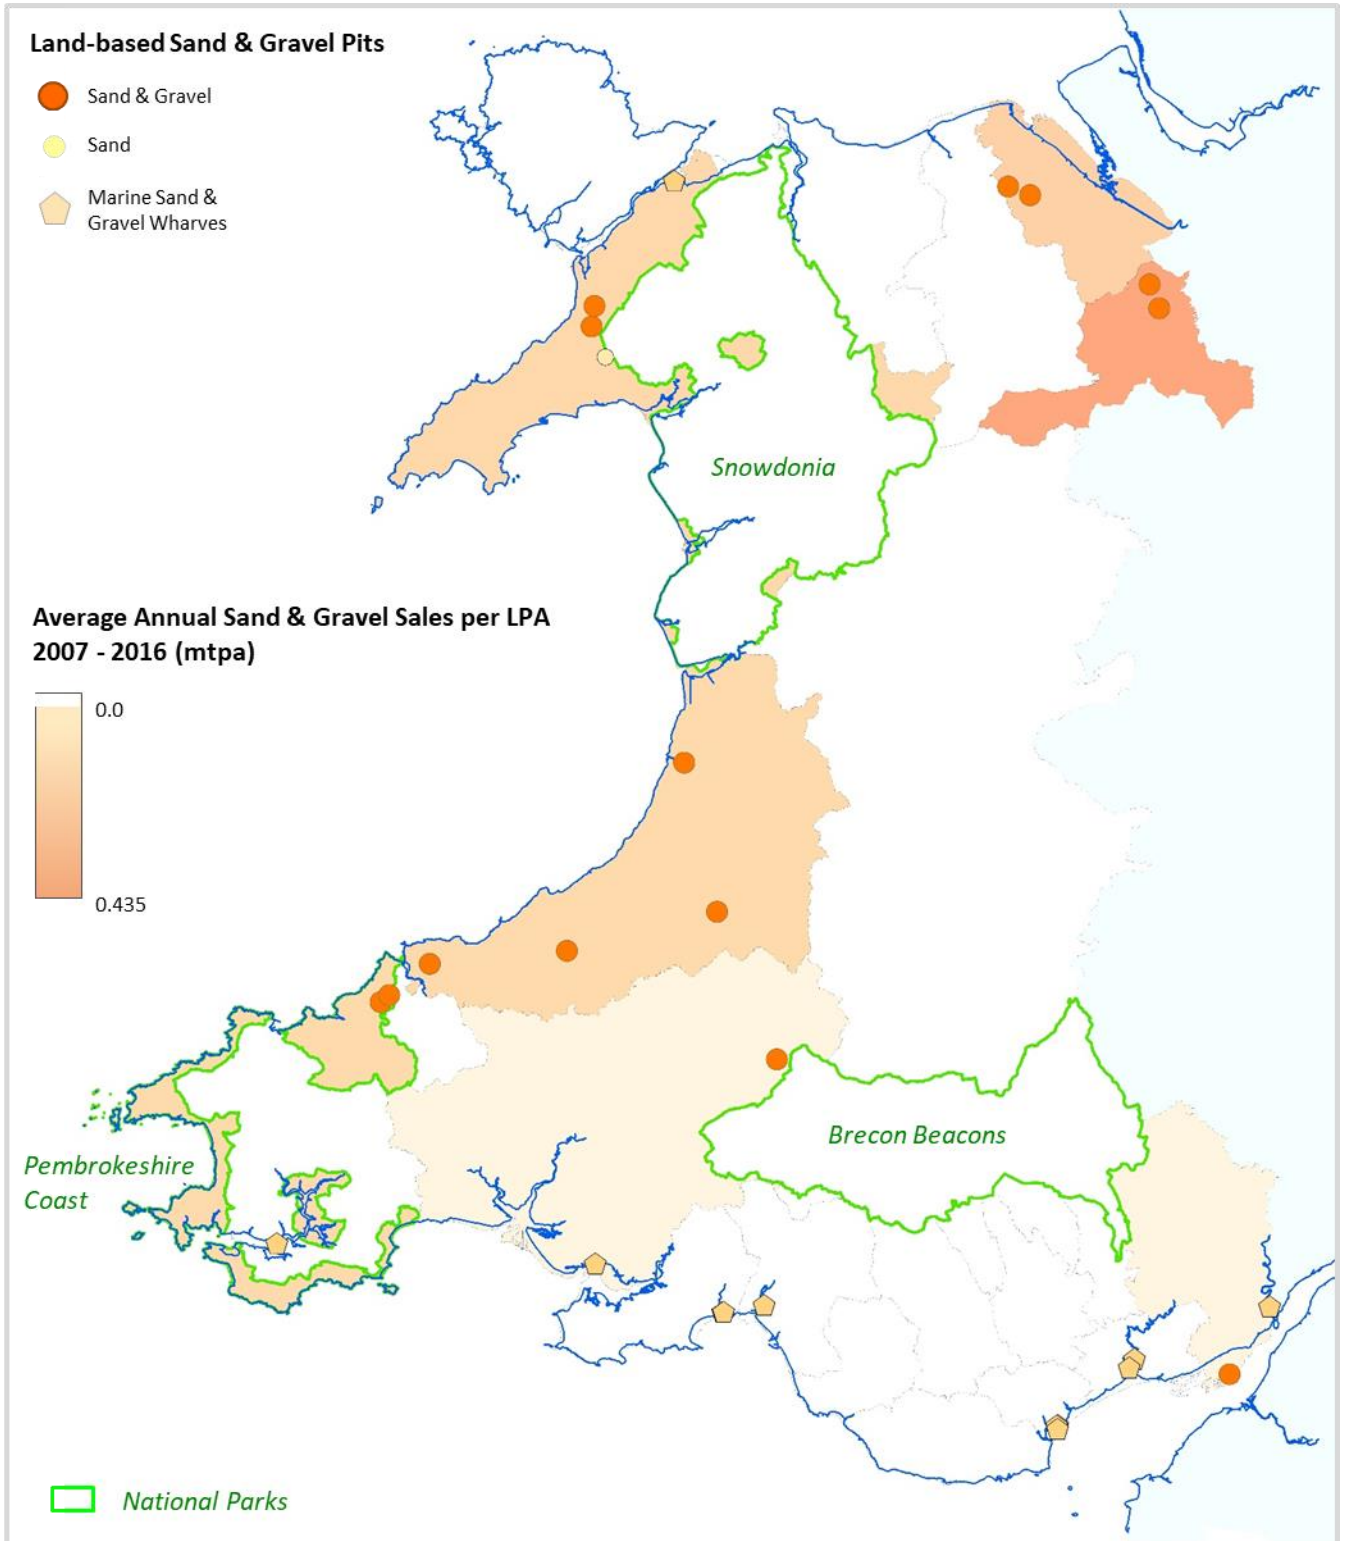 Land-based Sand & Gravel Pits
Sand & Gravel
Sand
Marine Sand &
Gravel Wharves
Snowdonia
Average Annual Sand & Gravel Sales per LPA
2007 - 2016 (mtpa)
0.0
0.435
Brecon Beacons
Pembrokeshire
Coast
National Parks